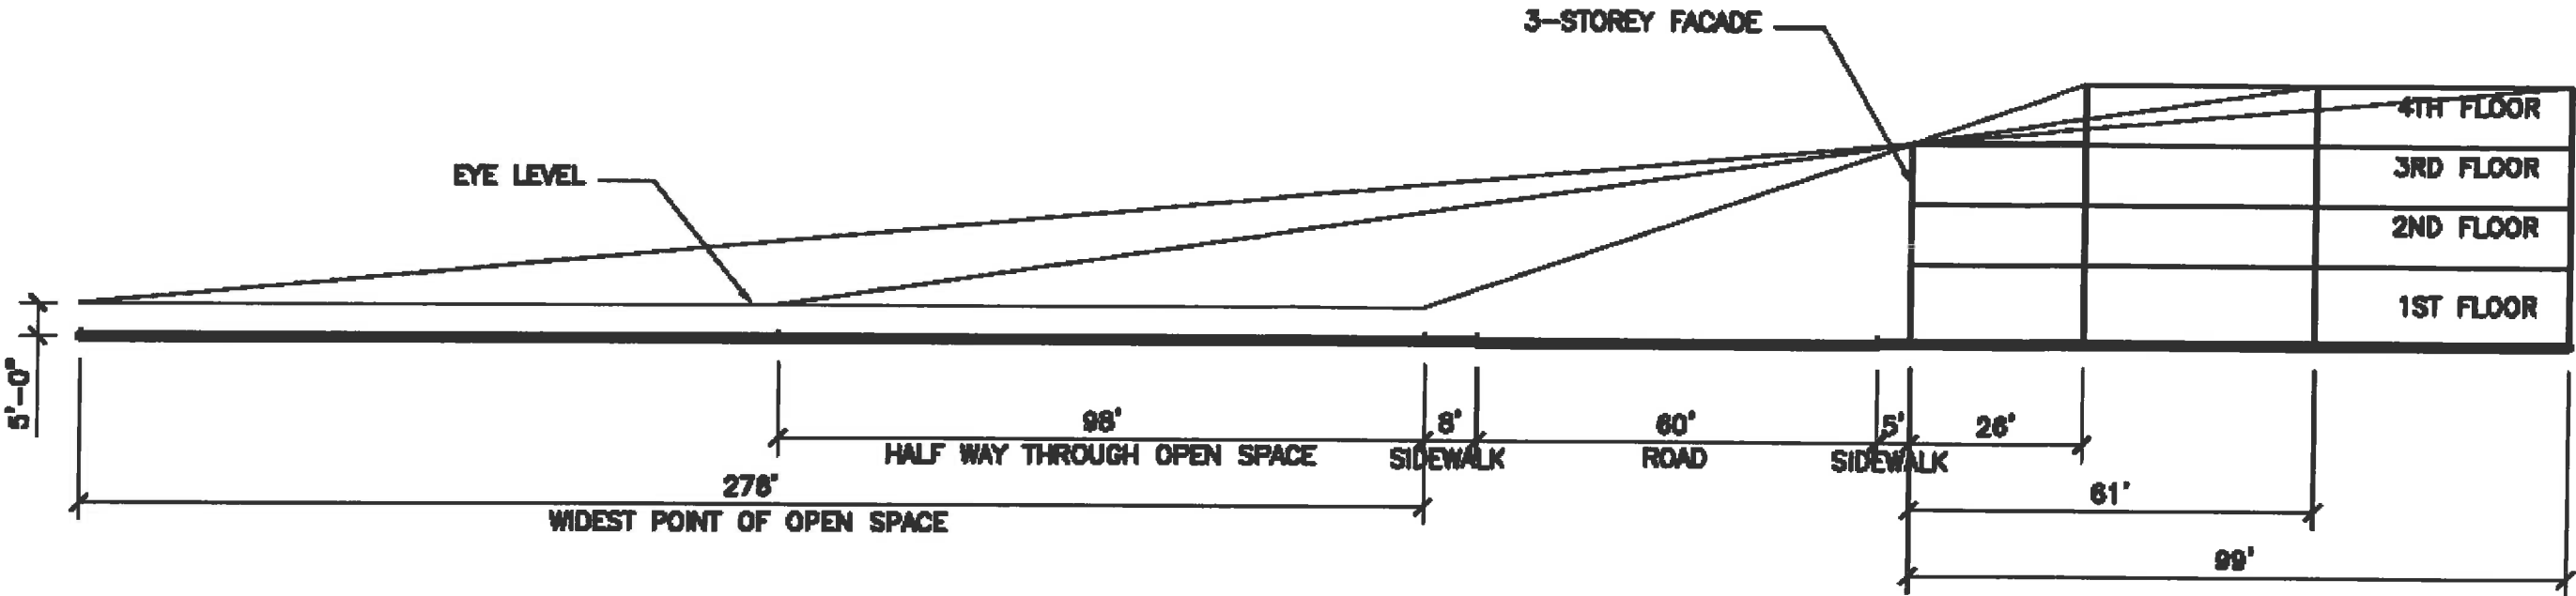 3-STOREY FACADE
EYE LEVEL
4TH FLOOR
3RD FLOOR
2ND FLOOR
1ST FLOOR
5'-0"
98'
HALF WAY THROUGH OPEN SPACE
8'
SIDEWALK
60'
ROAD
5'
SIDEWALK
26'
276'
WIDEST POINT OF OPEN SPACE
61'
99'